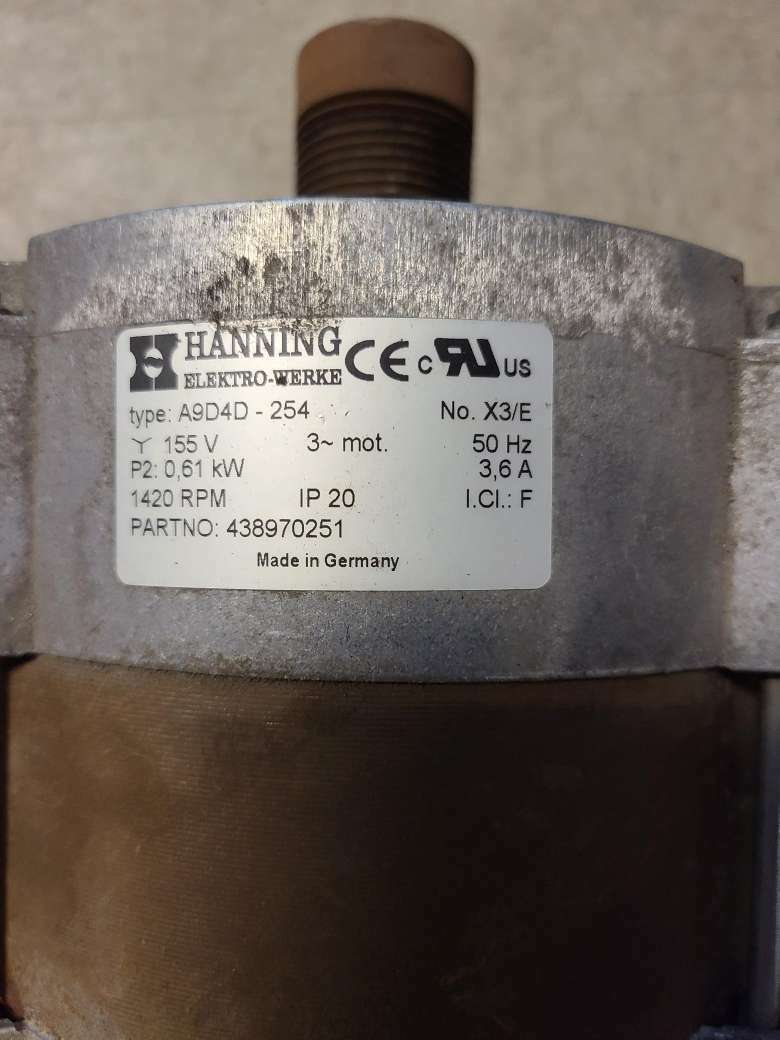 HANNING
ELEKTRO-WERKE
CE c RU US
type: A9D4D - 254 No. X3/E
Y 155 V 3~ mot. 50 Hz
P2: 0,61 kW 3,6 A
1420 RPM IP 20 I.Cl.: F
PARTNO: 438970251
Made in Germany